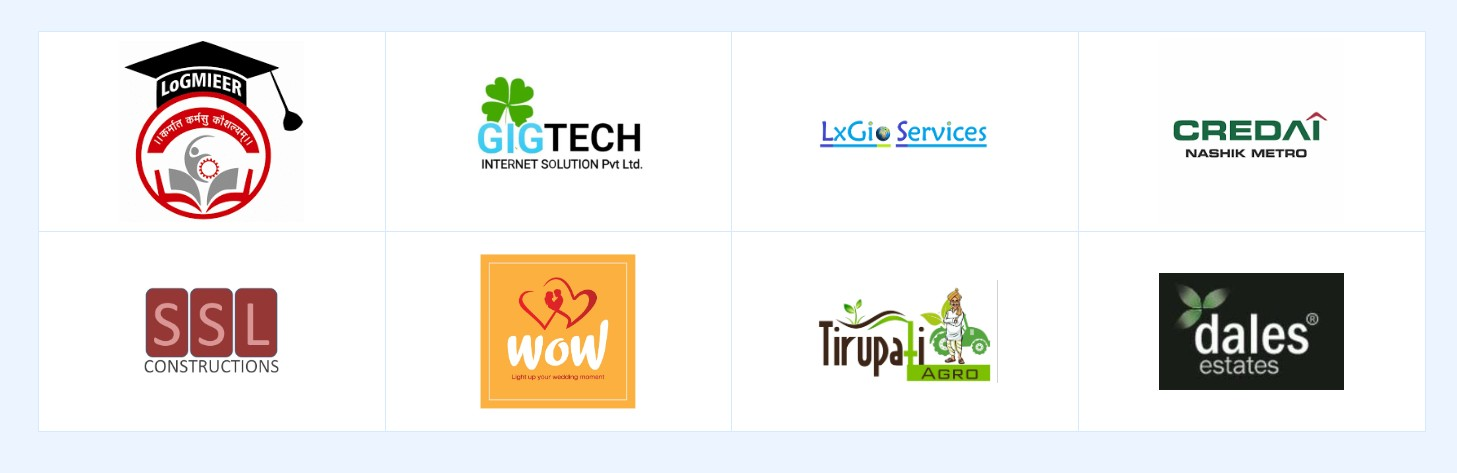 LoGMIEER
।।कर्मात कर्मसु कौशल्यम्।।
GIGTECH
INTERNET SOLUTION Pvt Ltd.
LxGio Services
CREDAI
NASHIK METRO
SSL
CONSTRUCTIONS
wow
Light up your wedding moment
Tirupati
AGRO
dales®
estates